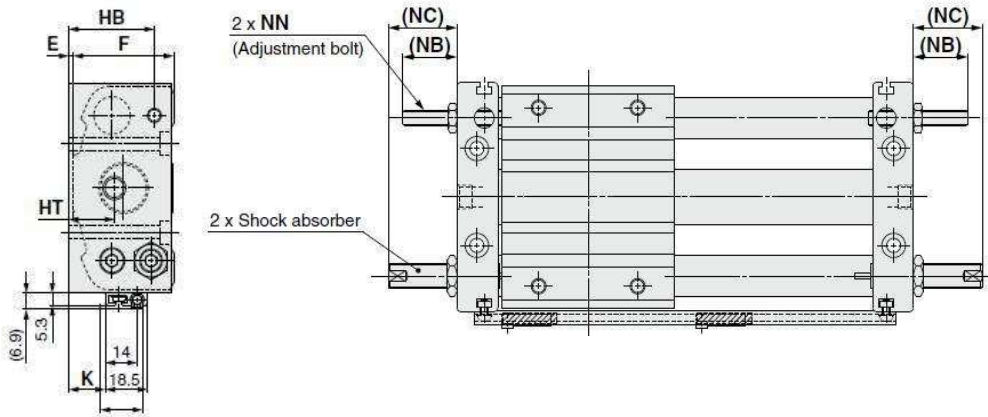 HB
E F
HT
(6.9)
5.3
14
K 18.5
2 x NN
(Adjustment bolt)
2 x Shock absorber
(NC)
(NB)
(NC)
(NB)